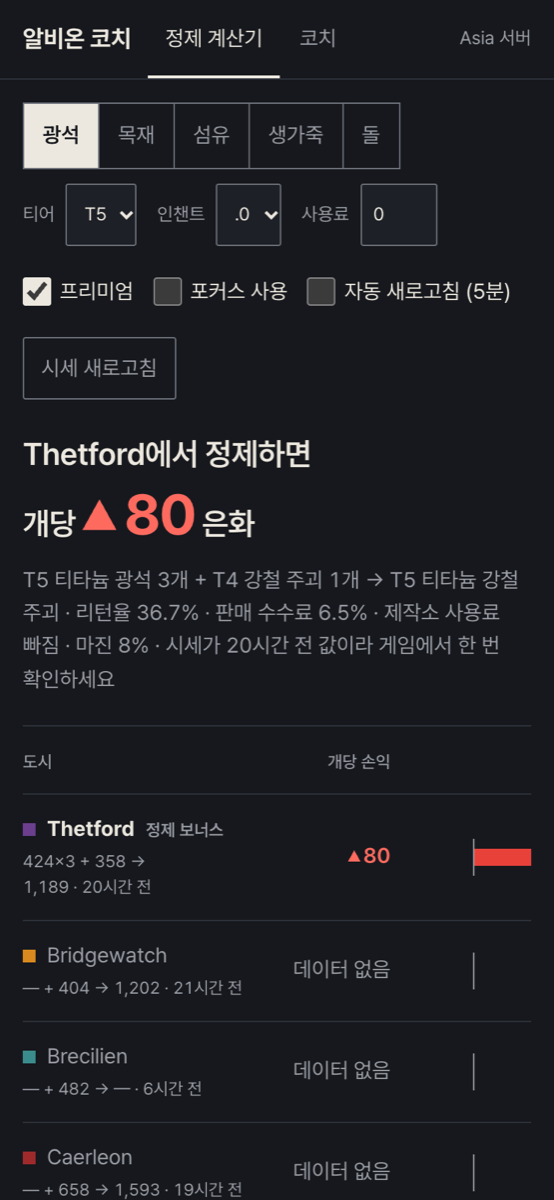 알비온 코치 정제 계산기 코치 Asia 서버
광석 목재 섬유 생가죽 돌
티어 T5 인챈트 .0 사용료 0
프리미엄 포커스 사용 자동 새로고침 (5분)
시세 새로고침
Thetford에서 정제하면
개당 ▲80 은화
T5 티타늄 광석 3개 + T4 강철 주괴 1개 → T5 티타늄 강철
주괴 · 리턴율 36.7% · 판매 수수료 6.5% · 제작소 사용료
빠짐 · 마진 8% · 시세가 20시간 전 값이라 게임에서 한 번
확인하세요
도시 개당 손익
Thetford 정제 보너스
424×3 + 358 →
1,189 · 20시간 전
▲80
Bridgewatch
— + 404 → 1,202 · 21시간 전
데이터 없음
Brecilien
— + 482 → — · 6시간 전
데이터 없음
Caerleon
— + 658 → 1,593 · 19시간 전
데이터 없음